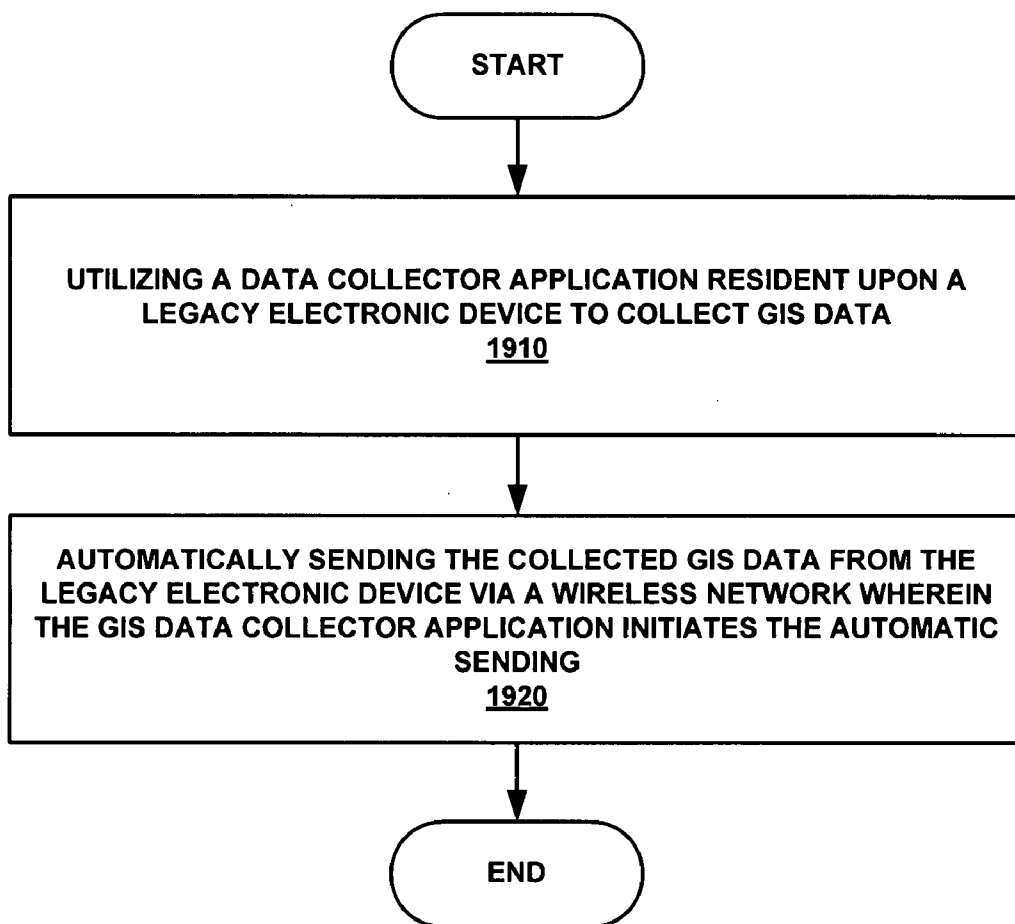 START
UTILIZING A DATA COLLECTOR APPLICATION RESIDENT UPON A
LEGACY ELECTRONIC DEVICE TO COLLECT GIS DATA
1910
AUTOMATICALLY SENDING THE COLLECTED GIS DATA FROM THE
LEGACY ELECTRONIC DEVICE VIA A WIRELESS NETWORK WHEREIN
THE GIS DATA COLLECTOR APPLICATION INITIATES THE AUTOMATIC
SENDING
1920
END